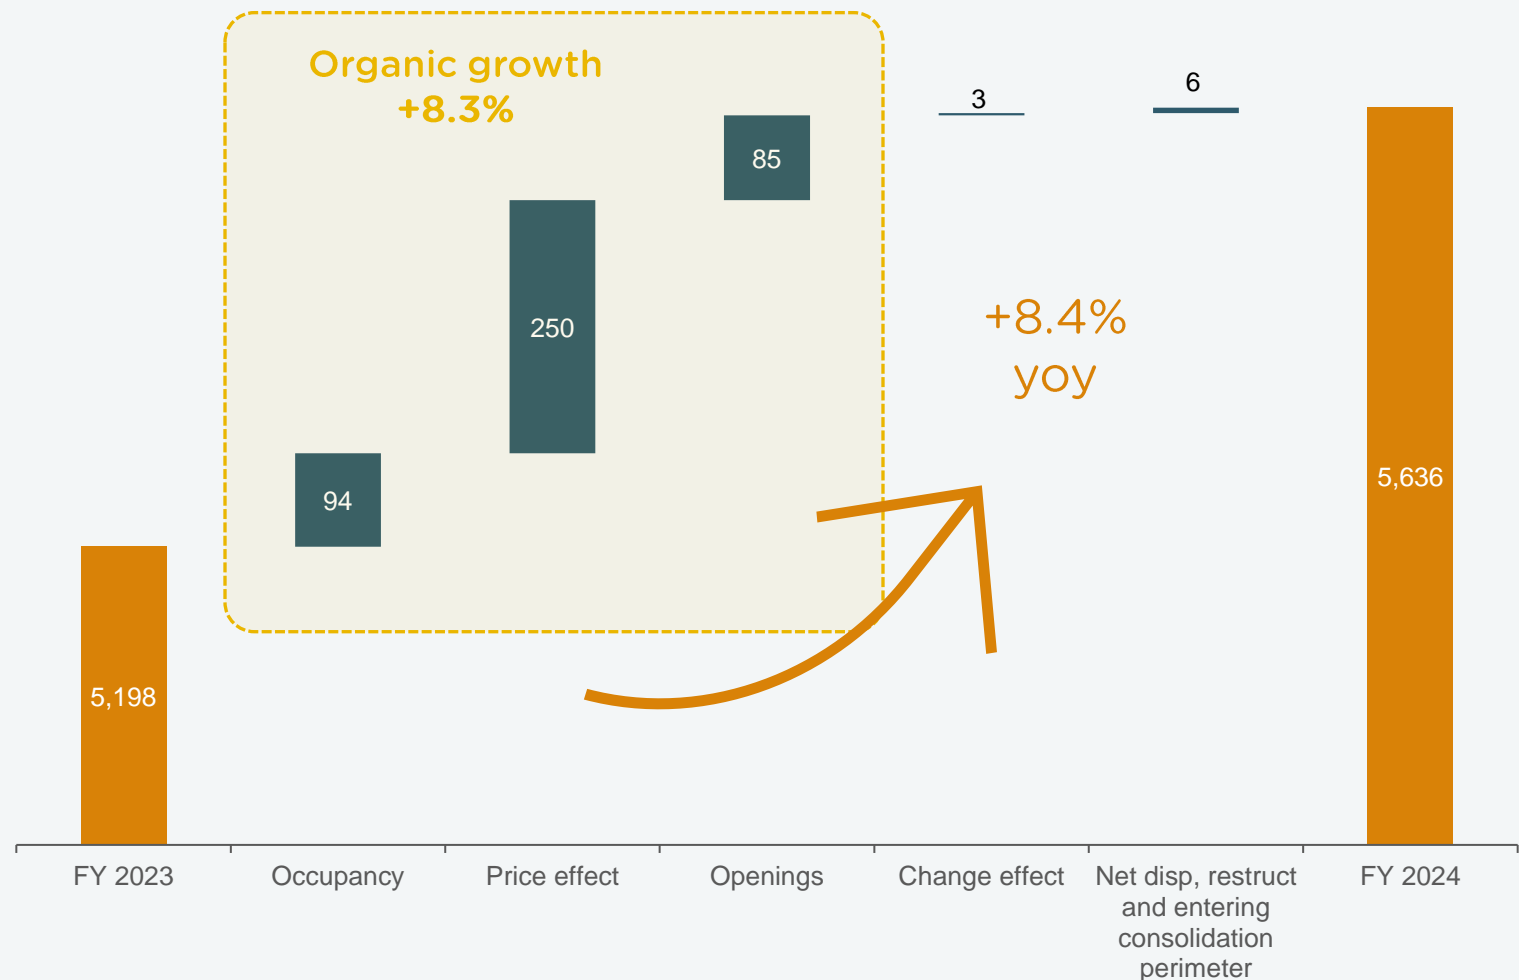 Organic growth
+8.3%
3
6
85
250
94
+8.4%
yoy
5,198
5,636
FY 2023
Occupancy
Price effect
Openings
Change effect
Net disp, restruct
and entering
consolidation
perimeter
FY 2024